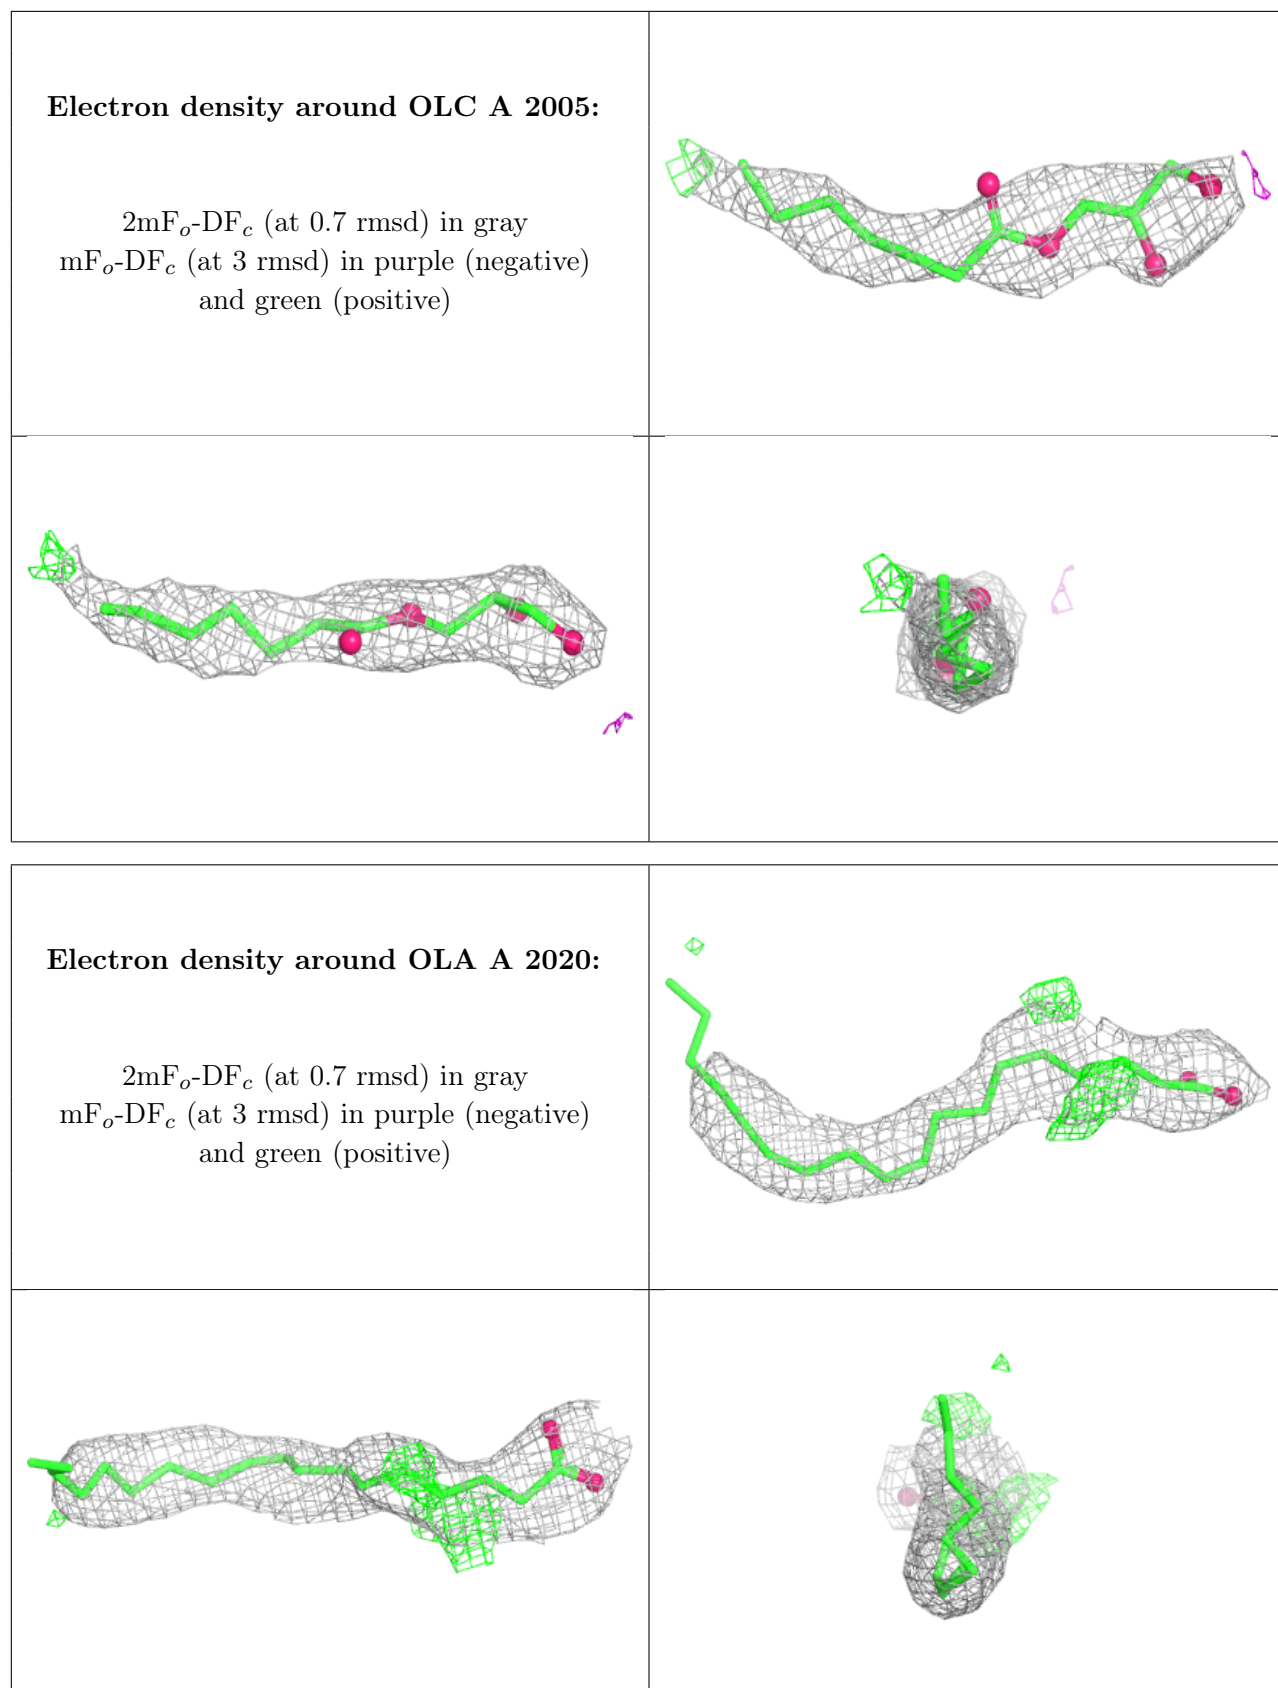 Electron density around OLC A 2005:
2mFo-DFc (at 0.7 rmsd) in gray
mFo-DFc (at 3 rmsd) in purple (negative)
and green (positive)
Electron density around OLA A 2020:
2mFo-DFc (at 0.7 rmsd) in gray
mFo-DFc (at 3 rmsd) in purple (negative)
and green (positive)